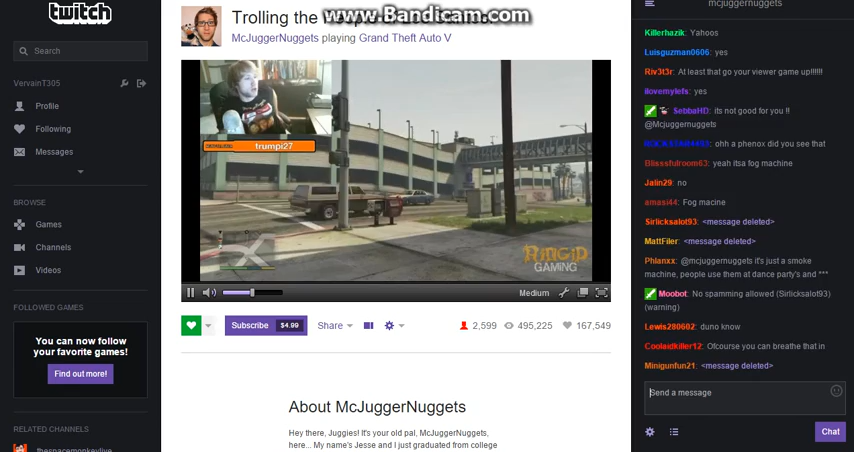 twitch
Search
VervainT305
Profile
Following
Messages
BROWSE
Games
Channels
Videos
FOLLOWED GAMES
You can now follow
your favorite games!
Find out more!
RELATED CHANNELS
thespacemonkeylive
Trolling the
www.Bandicam.com
McJuggerNuggets playing Grand Theft Auto V
trumpi27
RiDGiD
GAMING
Medium
Subscribe $4.99
Share
2,599 495,225 167,549
About McJuggerNuggets
Hey there, Juggies! It's your old pal, McJuggerNuggets,
here... My name's Jesse and I just graduated from college
mcjuggernuggets
Killerhazik: Yahoos
Luisguzman0606: yes
Riv3t3r: At least that go your viewer game up!!!!!!
ilovemylefs: yes
SebbaHD: its not good for you !!
@Mcjuggernuggets
ohh a phenox did you see that
Blisssfulroom63: yeah itsa fog machine
Jalin29: no
amasi44: Fog macine
Sirlicksalot93: <message deleted>
MattFiler: <message deleted>
Phlanxx: @mcjuggernuggets it's just a smoke
machine, people use them at dance party's and ***
Moobot: No spamming allowed (Sirlicksalot93)
(warning)
Lewis280602: duno know
Coolaidkiller12: Ofcourse you can breathe that in
Minigunfun21: <message deleted>
Send a message
Chat